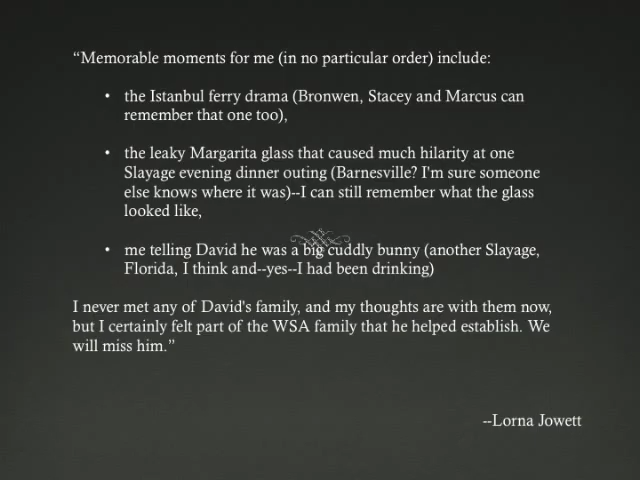 “Memorable moments for me (in no particular order) include:
• the Istanbul ferry drama (Bronwen, Stacey and Marcus can
remember that one too),
• the leaky Margarita glass that caused much hilarity at one
Slayage evening dinner outing (Barnesville? I'm sure someone
else knows where it was)--I can still remember what the glass
looked like,
• me telling David he was a big cuddly bunny (another Slayage,
Florida, I think and--yes--I had been drinking)
I never met any of David's family, and my thoughts are with them now,
but I certainly felt part of the WSA family that he helped establish. We
will miss him.”
--Lorna Jowett